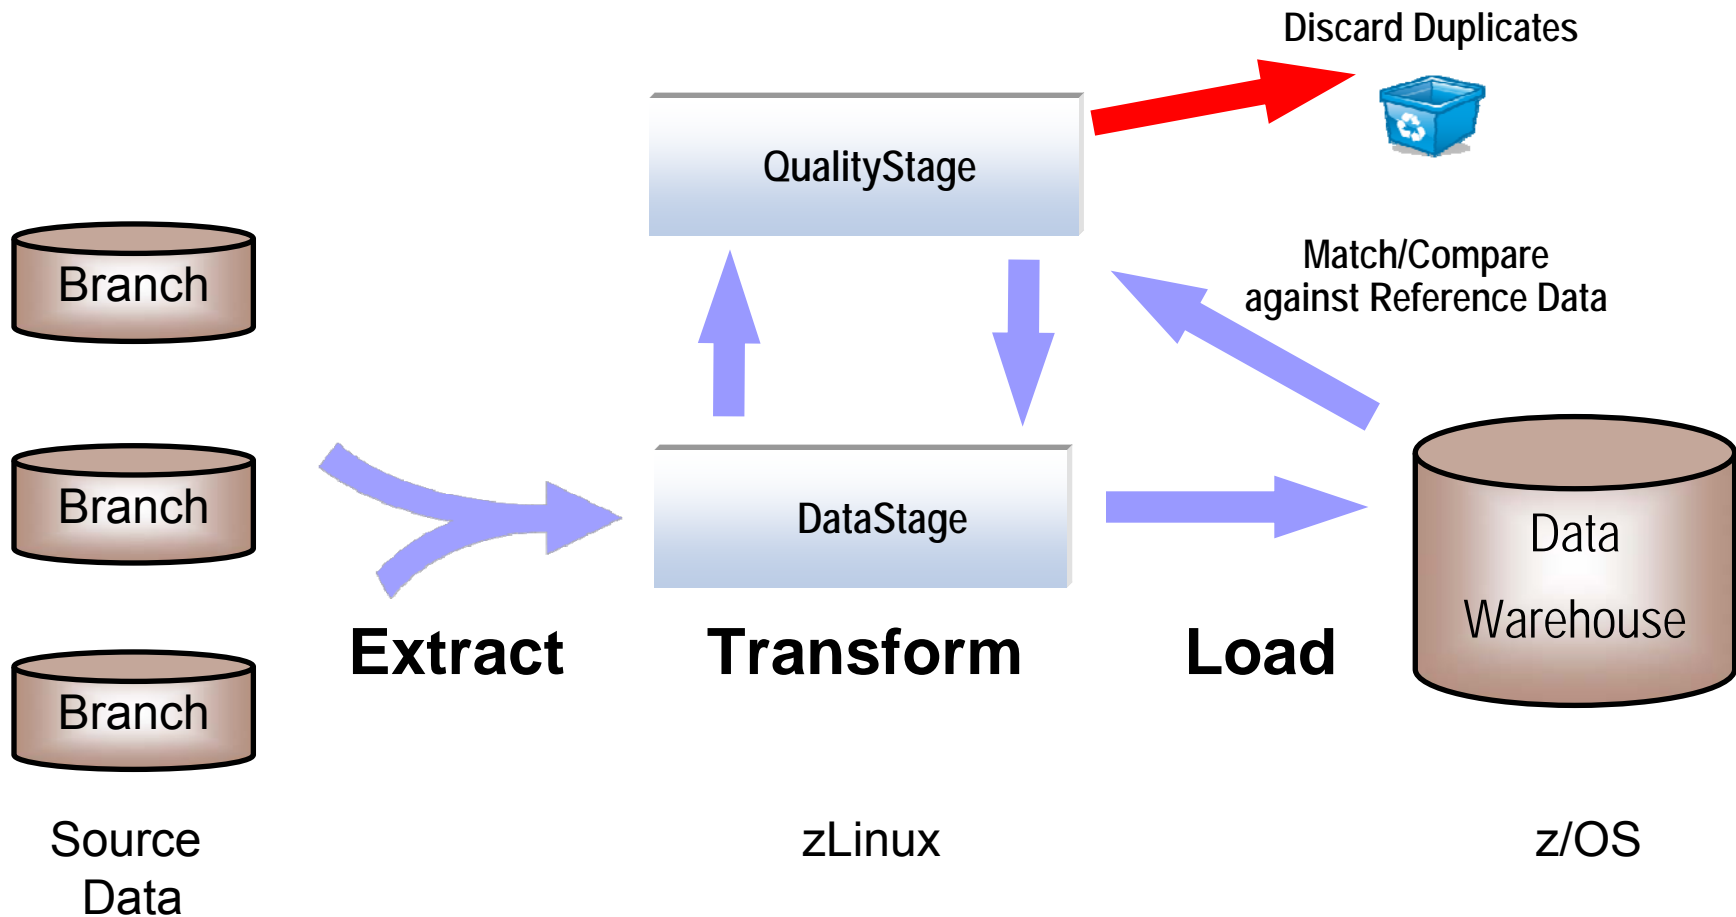 Discard Duplicates
QualityStage
Match/Compare
against Reference Data
Branch
Branch
Branch
DataStage
Data
Warehouse
Extract
Transform
Load
Source
Data
zLinux
z/OS